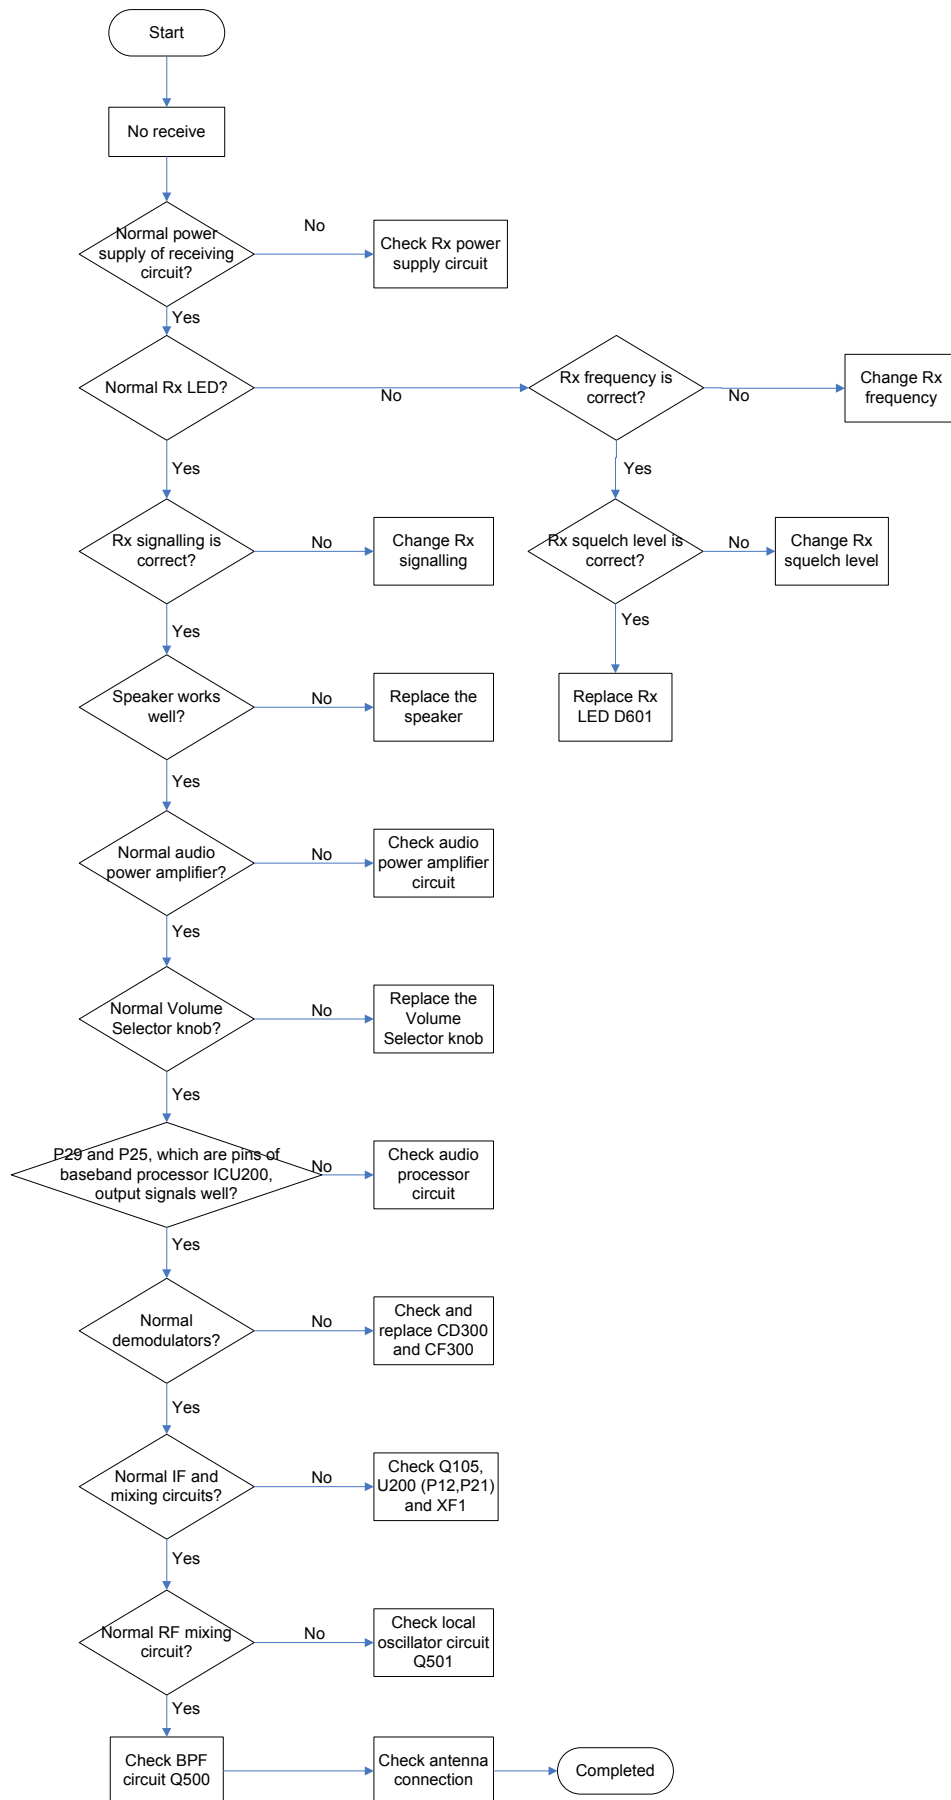 Start
No receive
Normal power
supply of receiving
circuit?
No
Check Rx power
supply circuit
Yes
Normal Rx LED?
No
Rx frequency is
correct?
No
Change Rx
frequency
Yes
Yes
Rx signalling is
correct?
No
Change Rx
signalling
Rx squelch level is
correct?
No
Change Rx
squelch level
Yes
Yes
Speaker works
well?
No
Replace the
speaker
Replace Rx
LED D601
Yes
Normal audio
power amplifier?
No
Check audio
power amplifier
circuit
Yes
Normal Volume
Selector knob?
No
Replace the
Volume
Selector knob
Yes
P29 and P25, which are pins of
baseband processor ICU200,
output signals well?
No
Check audio
processor
circuit
Yes
Normal
demodulators?
No
Check and
replace CD300
and CF300
Yes
Normal IF and
mixing circuits?
No
Check Q105,
U200 (P12,P21)
and XF1
Yes
Normal RF mixing
circuit?
No
Check local
oscillator circuit
Q501
Yes
Check BPF
circuit Q500
Check antenna
connection
Completed